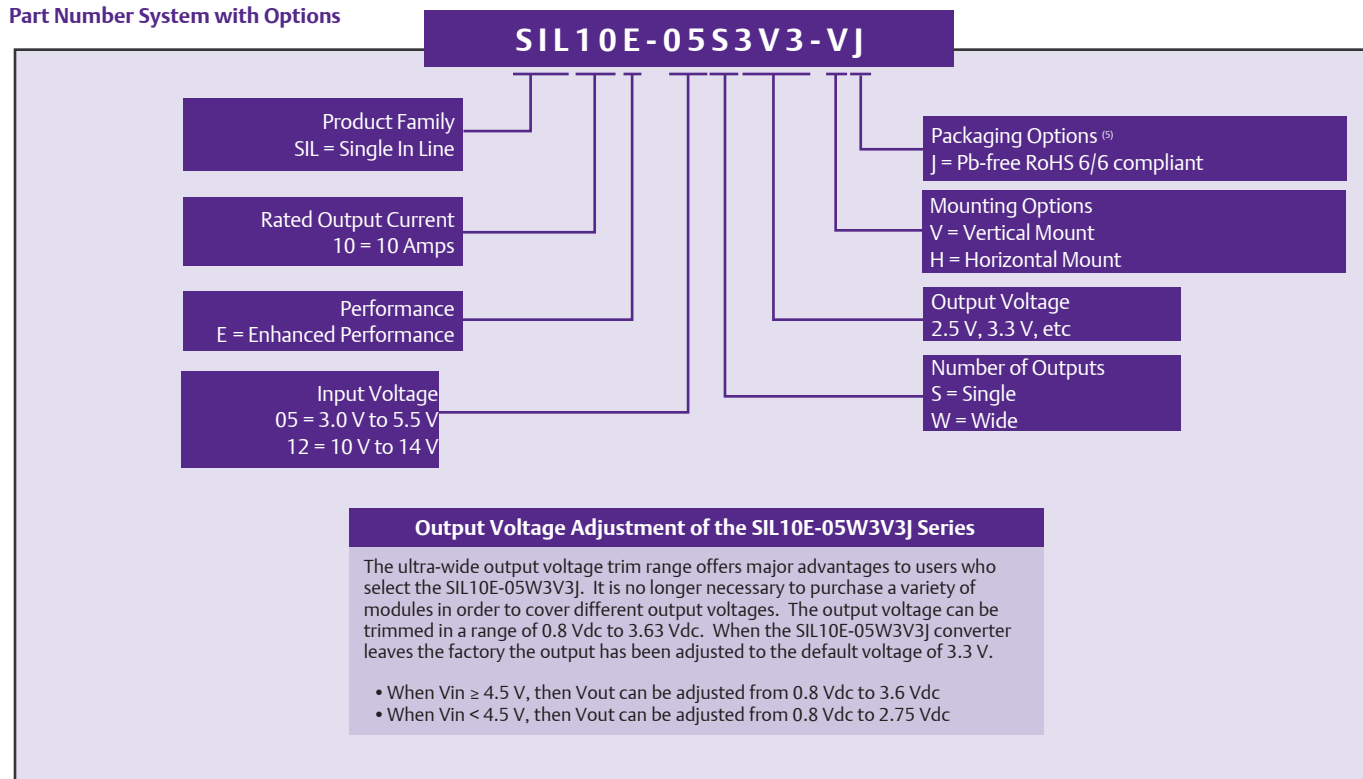 Part Number System with Options
SIL10E-05S3V3-VJ
Product Family
SIL = Single In Line
Rated Output Current
10 = 10 Amps
Performance
E = Enhanced Performance
Input Voltage
05 = 3.0 V to 5.5 V
12 = 10 V to 14 V
Packaging Options (5)
J = Pb-free RoHS 6/6 compliant
Mounting Options
V = Vertical Mount
H = Horizontal Mount
Output Voltage
2.5 V, 3.3 V, etc
Number of Outputs
S = Single
W = Wide
Output Voltage Adjustment of the SIL10E-05W3V3J Series
The ultra-wide output voltage trim range offers major advantages to users who
select the SIL10E-05W3V3J. It is no longer necessary to purchase a variety of
modules in order to cover different output voltages. The output voltage can be
trimmed in a range of 0.8 Vdc to 3.63 Vdc. When the SIL10E-05W3V3J converter
leaves the factory the output has been adjusted to the default voltage of 3.3 V.
• When Vin ≥ 4.5 V, then Vout can be adjusted from 0.8 Vdc to 3.6 Vdc
• When Vin < 4.5 V, then Vout can be adjusted from 0.8 Vdc to 2.75 Vdc